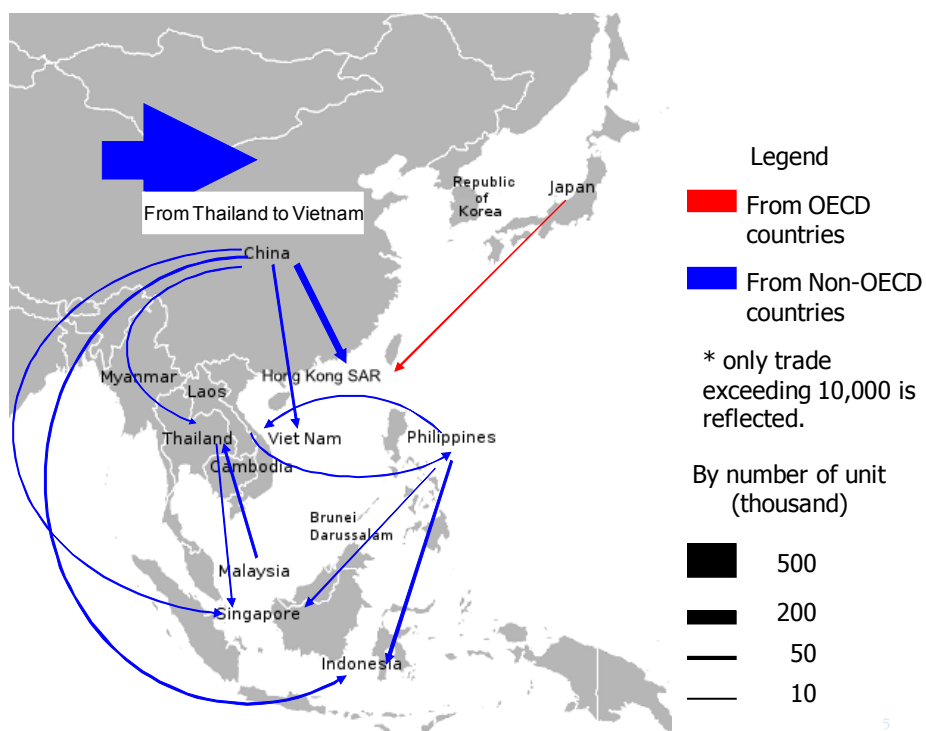 From Thailand to Vietnam
China
Republic
of
Korea
Japan
Myanmar
Laos
Hong Kong SAR
Thailand
Viet Nam
Philippines
Cambodia
Brunei
Darussalam
Malaysia
Singapore
Indonesia
Legend
From OECD
countries
From Non-OECD
countries
* only trade
exceeding 10,000 is
reflected.
By number of unit
(thousand)
500
200
50
10
5